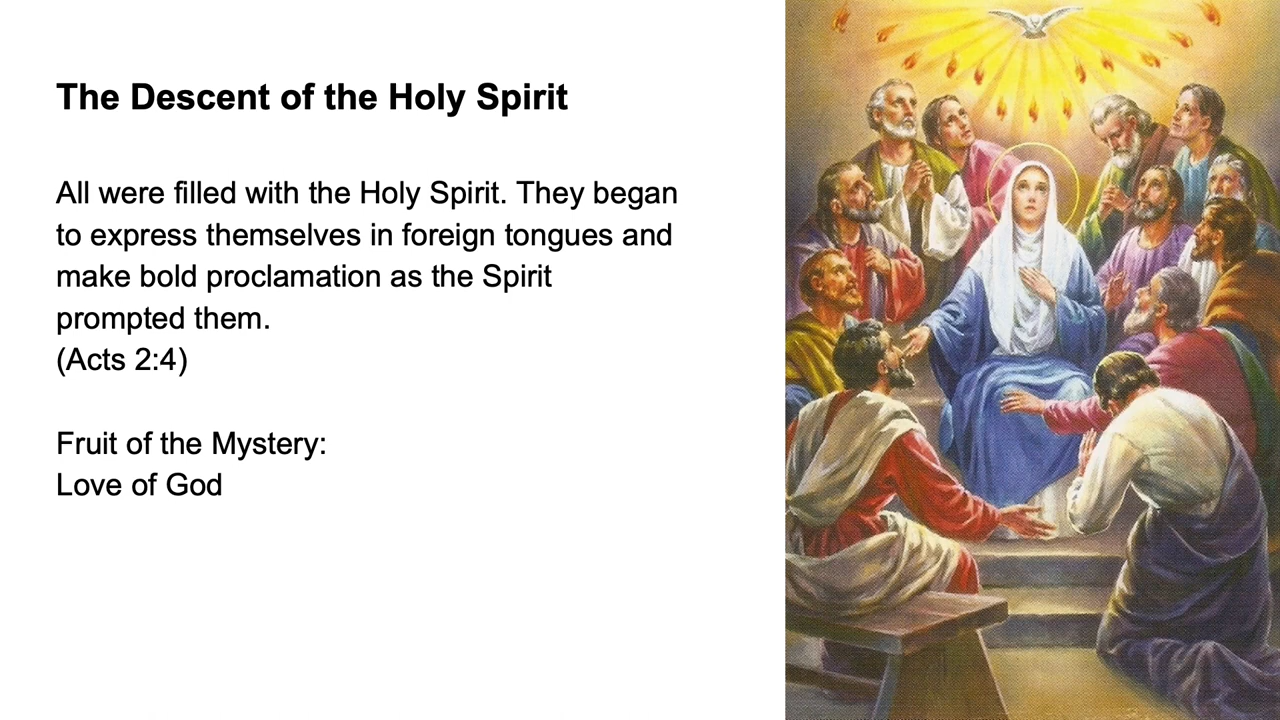 The Descent of the Holy Spirit
All were filled with the Holy Spirit. They began
to express themselves in foreign tongues and
make bold proclamation as the Spirit
prompted them.
(Acts 2:4)
Fruit of the Mystery:
Love of God